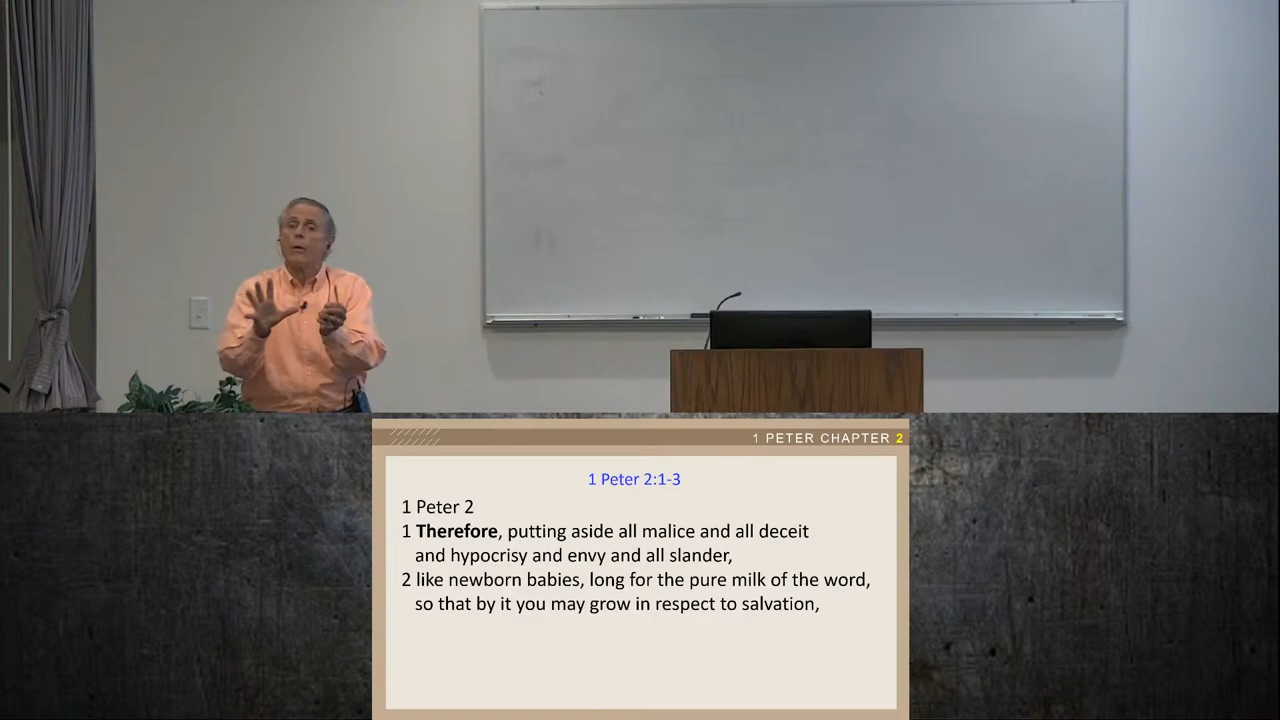 1 PETER CHAPTER 2
1 Peter 2:1-3
1 Peter 2
1 Therefore, putting aside all malice and all deceit
and hypocrisy and envy and all slander,
2 like newborn babies, long for the pure milk of the word,
so that by it you may grow in respect to salvation,